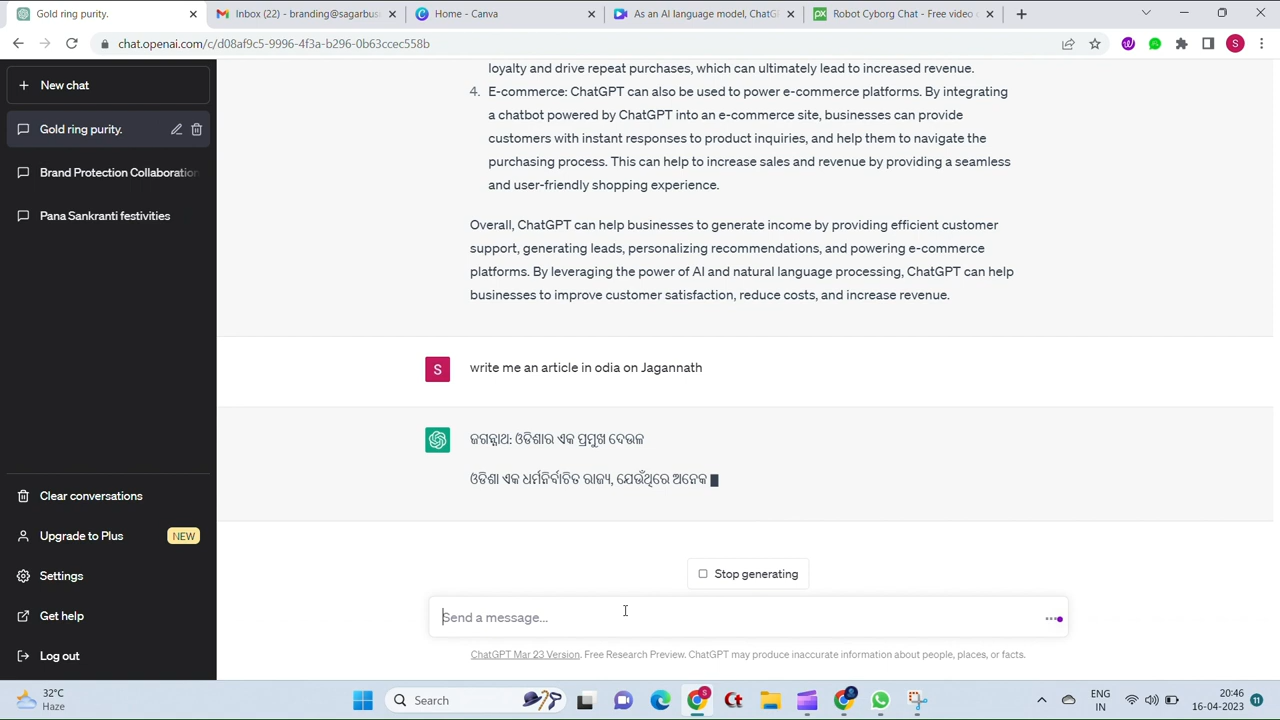 Gold ring purity.
Inbox (22) - branding@sagarbus
Home - Canva
As an AI language model, ChatG
Robot Cyborg Chat - Free video
chat.openai.com/c/d08af9c5-9996-4f3a-b296-0b63ccec558b
S
New chat
Gold ring purity.
Brand Protection Collaboration
Pana Sankranti festivities
loyalty and drive repeat purchases, which can ultimately lead to increased revenue.
4. E-commerce: ChatGPT can also be used to power e-commerce platforms. By integrating
a chatbot powered by ChatGPT into an e-commerce site, businesses can provide
customers with instant responses to product inquiries, and help them to navigate the
purchasing process. This can help to increase sales and revenue by providing a seamless
and user-friendly shopping experience.
Overall, ChatGPT can help businesses to generate income by providing efficient customer
support, generating leads, personalizing recommendations, and powering e-commerce
platforms. By leveraging the power of AI and natural language processing, ChatGPT can help
businesses to improve customer satisfaction, reduce costs, and increase revenue.
S
write me an article in odia on Jagannath
ଜଗନ୍ନାଥ: ଓଡିଶାର ଏକ ପ୍ରମୁଖ ଦେଉଳ
ଓଡିଶା ଏକ ଧର୍ମନିର୍ବାଚିତ ରାଜ୍ୟ, ଯେଉଁଥିରେ ଅନେକ
Clear conversations
Upgrade to Plus NEW
Settings
Get help
Log out
Stop generating
Send a message...
ChatGPT Mar 23 Version. Free Research Preview. ChatGPT may produce inaccurate information about people, places, or facts.
32°C
Haze
Search
ENG
IN
20:46
16-04-2023
11